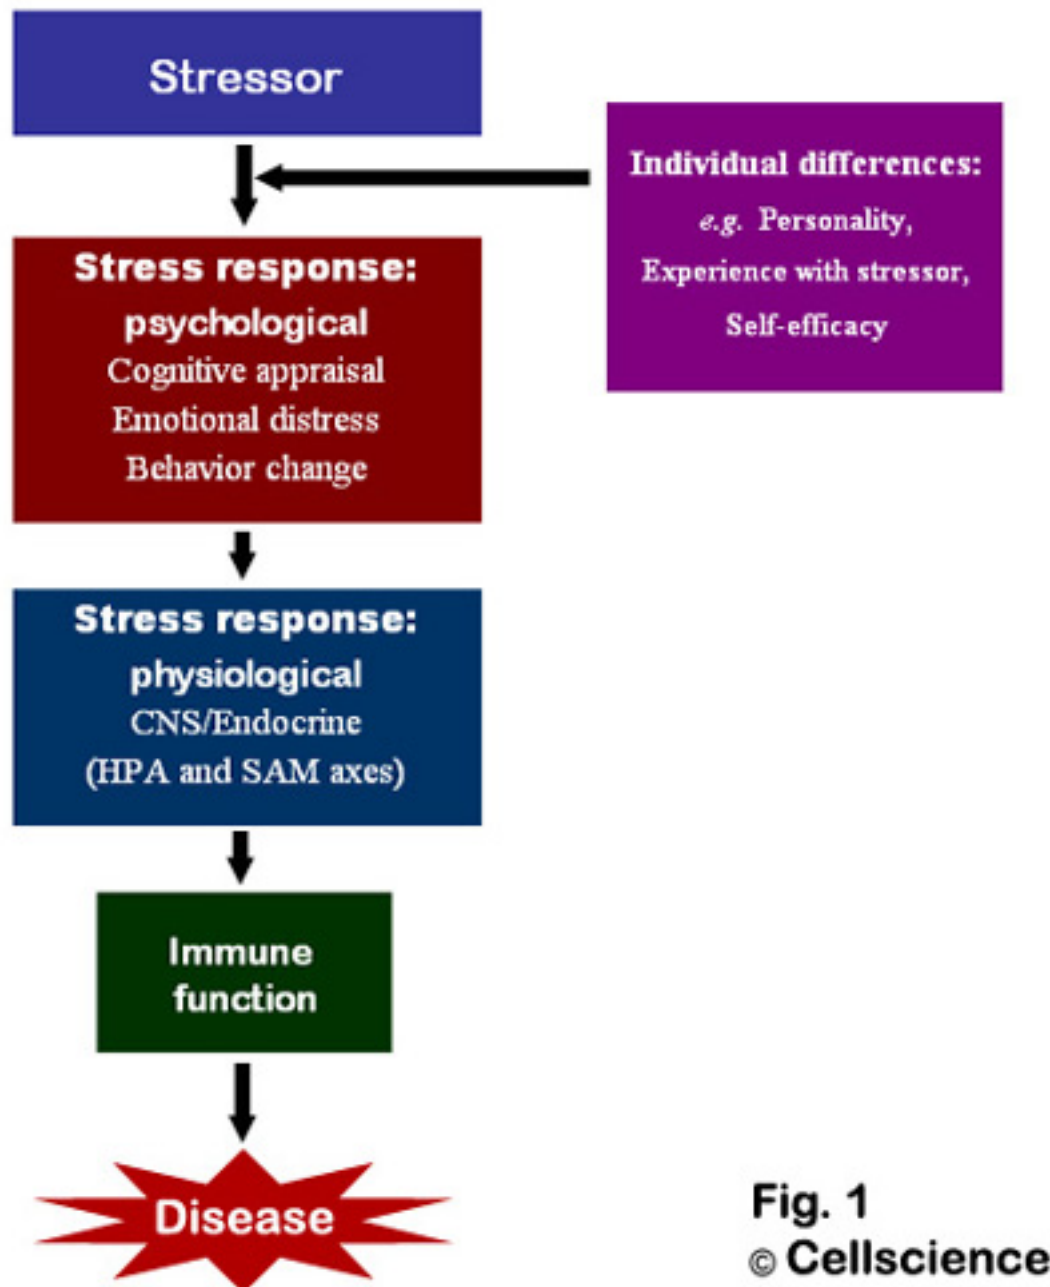 Stressor
Individual differences:
e.g. Personality,
Experience with stressor,
Self-efficacy
Stress response:
psychological
Cognitive appraisal
Emotional distress
Behavior change
Stress response:
physiological
CNS/Endocrine
(HPA and SAM axes)
Immune
function
Disease
Fig. 1
© Cellscience